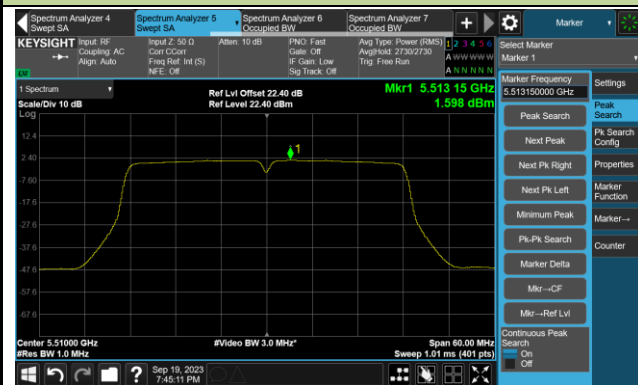 Spectrum Analyzer 4
Swept SA
Spectrum Analyzer 5
Swept SA
Spectrum Analyzer 6
Occupied BW
Spectrum Analyzer 7
Occupied BW
+
Marker
KEYSIGHT
Input: RF
Coupling: AC
Align: Auto
Input Z: 50 Ω
Corr CCorr
Freq Ref: Int (S)
NFE: Off
Atten: 10 dB
PNO: Fast
Gate: Off
IF Gain: Low
Sig Track: Off
Avg Type: Power (RMS)
Avg|Hold: 2730/2730
Trig: Free Run
1 2 3 4 5 6
A W W W W W
A N N N N N
Select Marker
Marker 1
LVI
1 Spectrum
Scale/Div 10 dB
Log
Ref Lvl Offset 22.40 dB
Ref Level 22.40 dBm
Mkr1 5.513 15 GHz
1.598 dBm
12.4
2.40
-7.60
-17.6
-27.6
-37.6
-47.6
-57.6
-67.6
1
Center 5.51000 GHz
#Res BW 1.0 MHz
#Video BW 3.0 MHz*
Span 60.00 MHz
Sweep 1.01 ms (401 pts)
Marker Frequency
5.513150000 GHz
Peak Search
Next Peak
Next Pk Right
Next Pk Left
Minimum Peak
Pk-Pk Search
Marker Delta
Mkr→CF
Mkr→Ref Lvl
Continuous Peak
Search
On
Off
Settings
Peak
Search
Pk Search
Config
Properties
Marker
Function
Marker→
Counter
?
Sep 19, 2023
7:45:11 PM